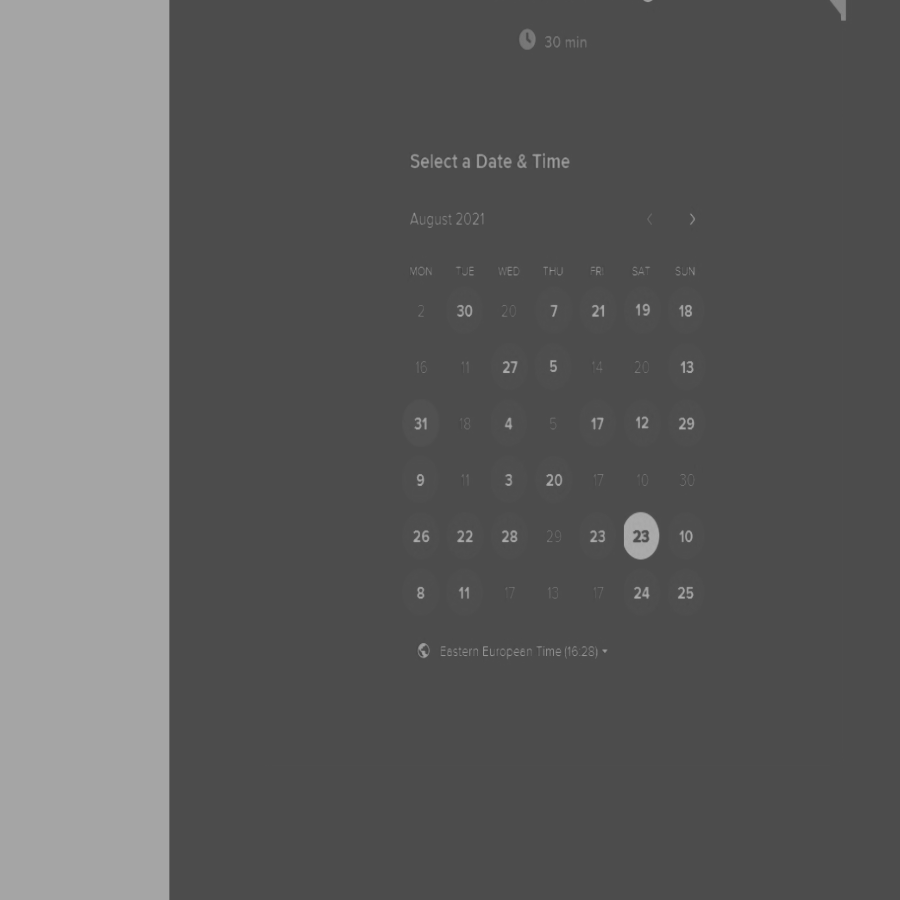 30 min
Select a Date & Time
August 2021
MON TUE WED THU FRI SAT SUN
2 30 20 7 21 19 18
16 11 27 5 14 20 13
31 18 4 5 17 12 29
9 11 3 20 17 10 30
26 22 28 29 23 23 10
8 11 17 13 17 24 25
Eastern European Time (16:28)